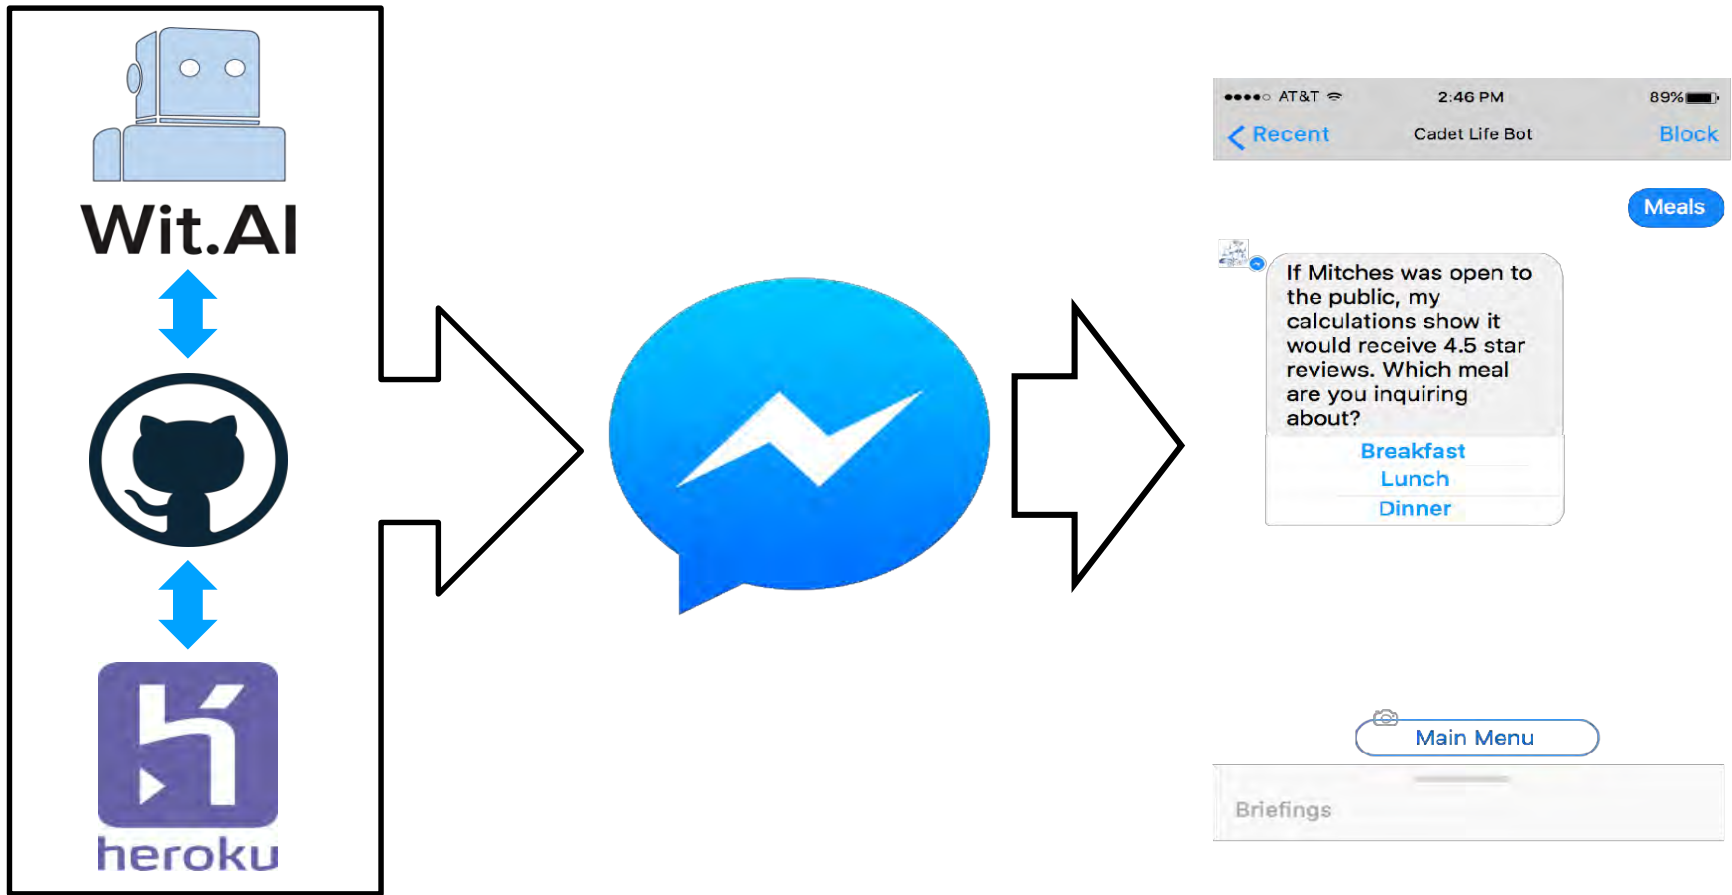 Wit.AI
heroku
●●●●○ AT&T 2:46 PM 89%
Recent Cadet Life Bot Block
Meals
If Mitches was open to
the public, my
calculations show it
would receive 4.5 star
reviews. Which meal
are you inquiring
about?
Breakfast
Lunch
Dinner
Main Menu
Briefings